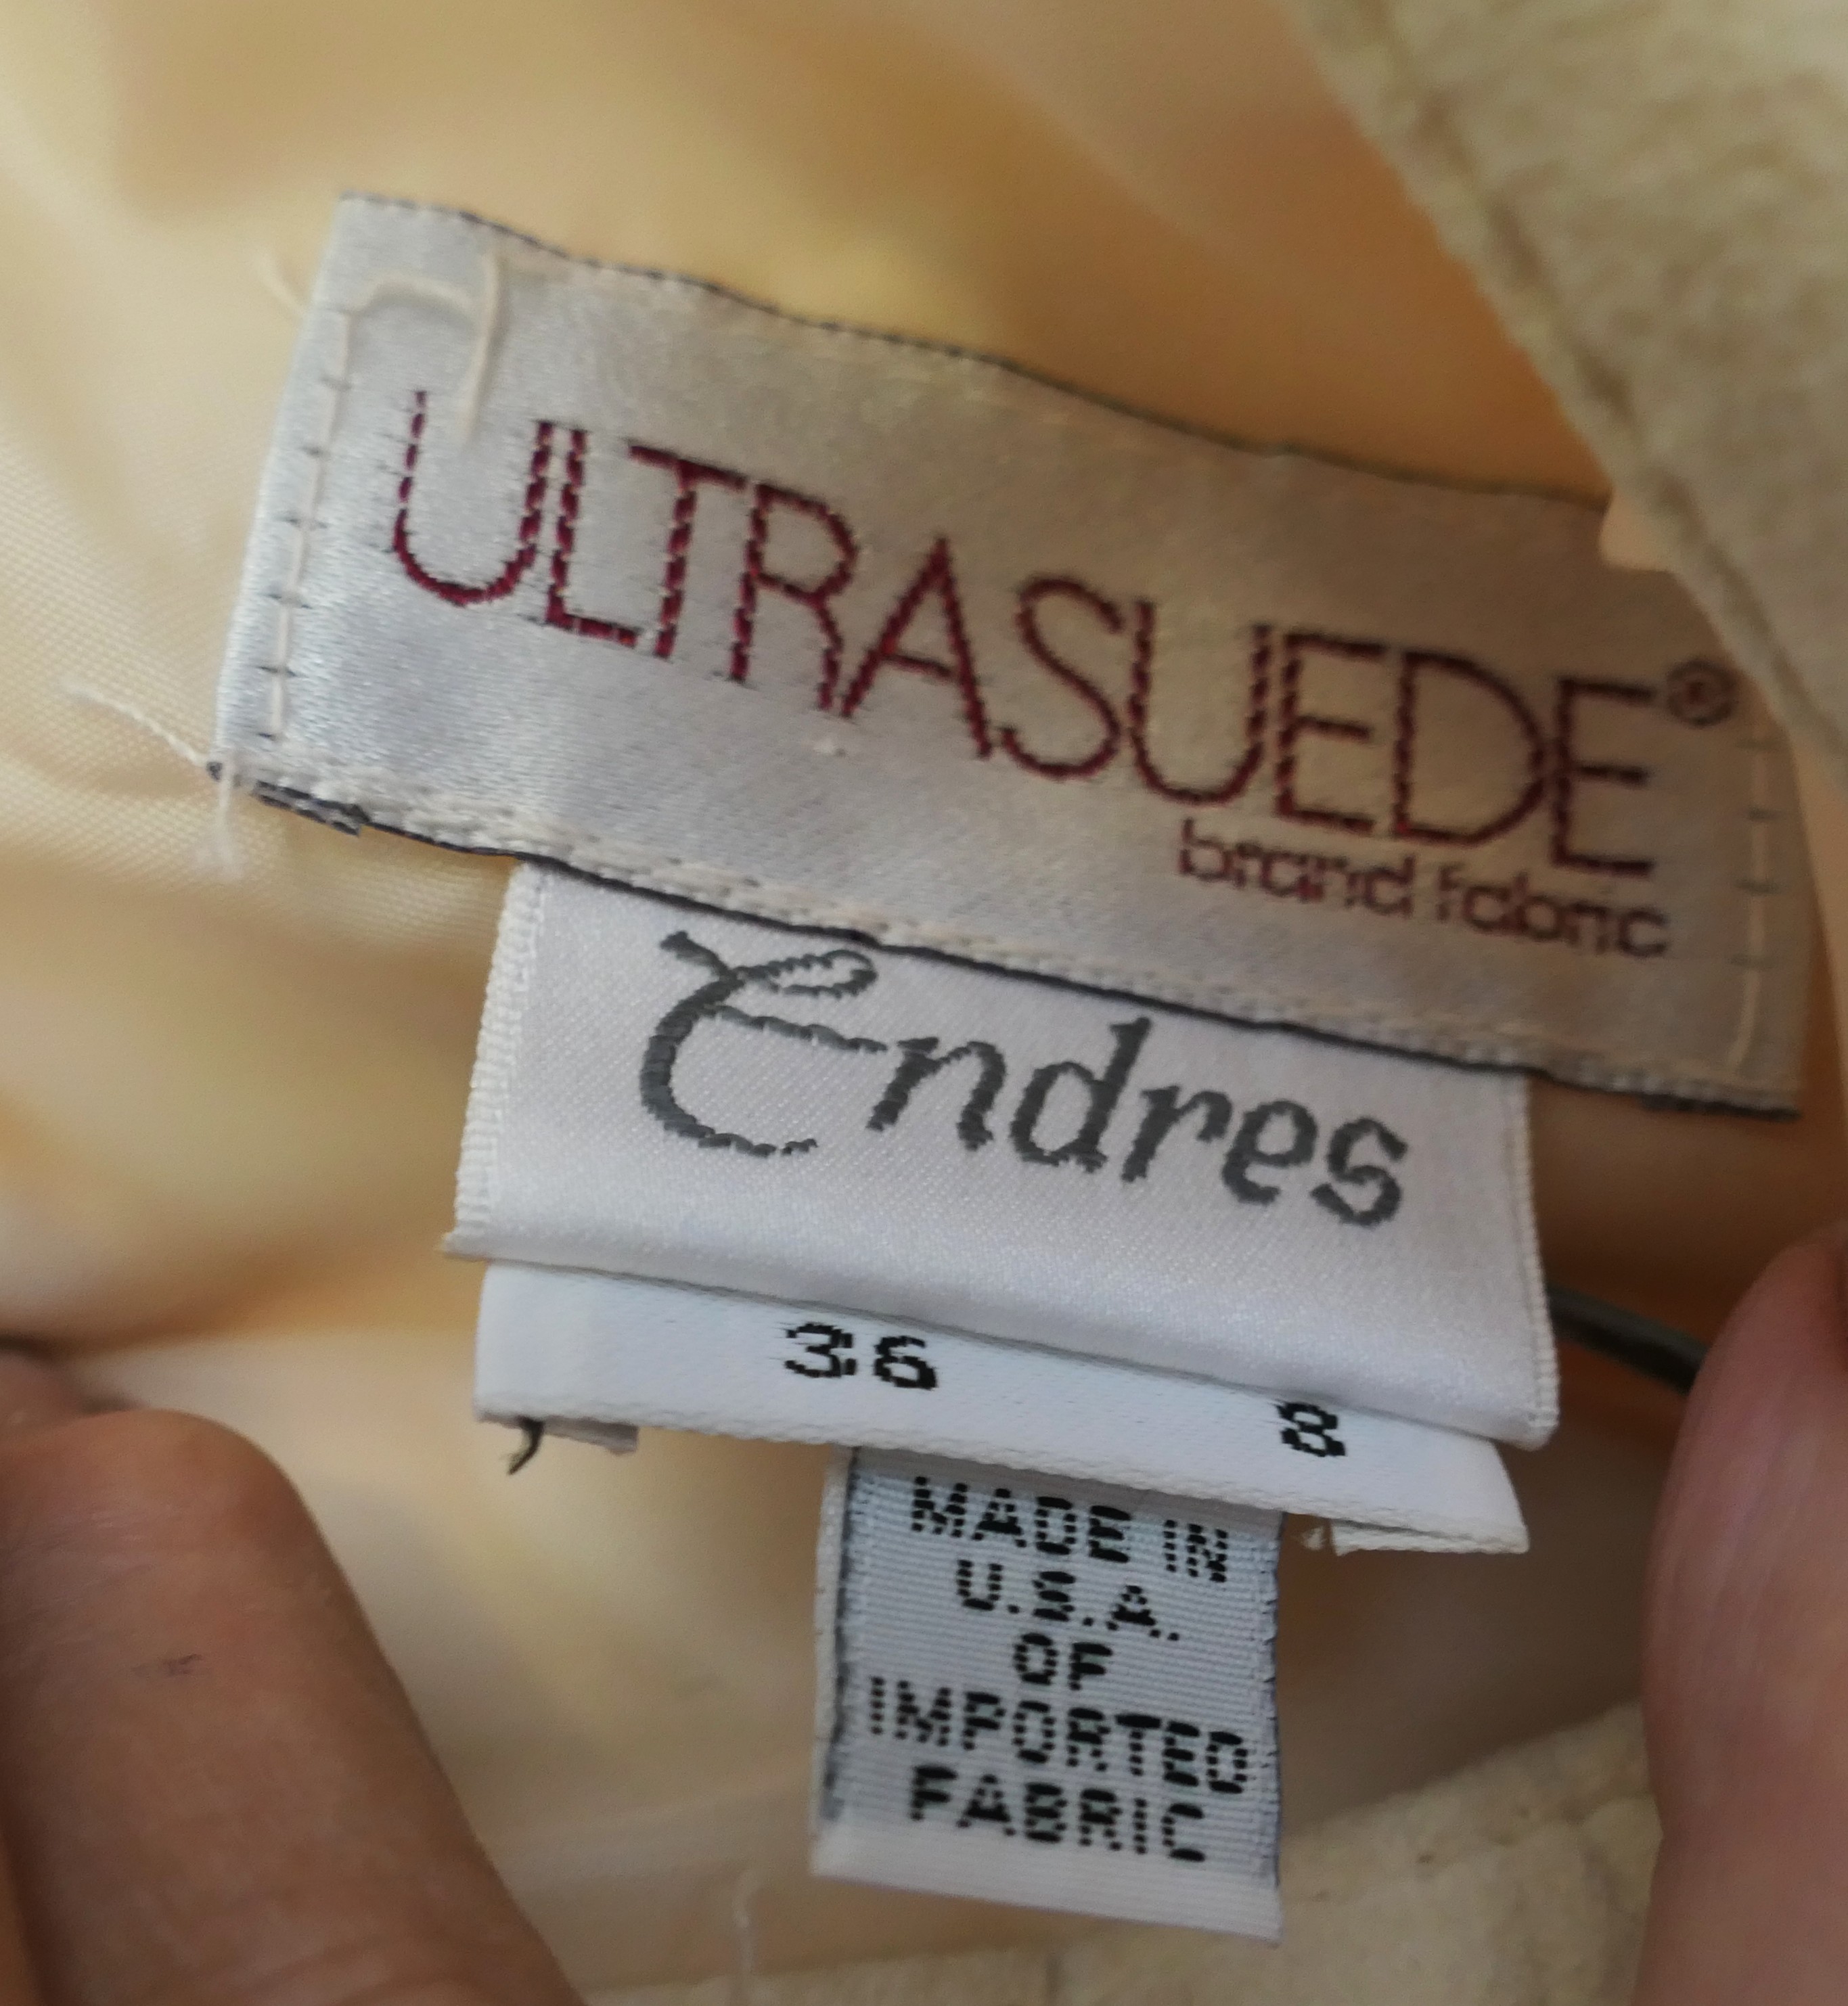 ULTRASUEDE®
brand fabric
Endres
36 8
MADE IN
U.S.A.
OF
IMPORTED
FABRIC